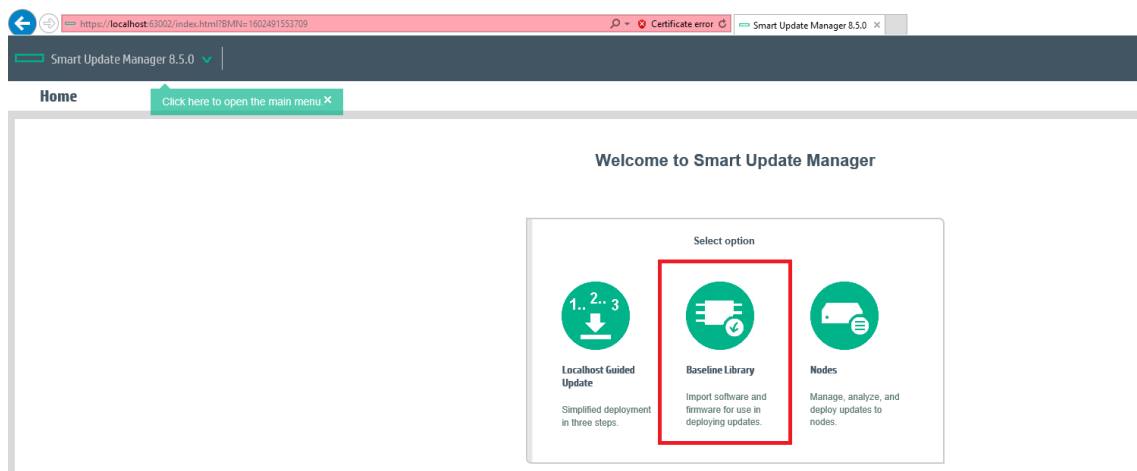 https://localhost:63002/index.html?BMN=1602491553709
Certificate error
Smart Update Manager 8.5.0
Smart Update Manager 8.5.0
Home
Click here to open the main menu.
Welcome to Smart Update Manager
Select option
1.. 2.. 3
Localhost Guided
Update
Simplified deployment
in three steps.
Baseline Library
Import software and
firmware for use in
deploying updates.
Nodes
Manage, analyze, and
deploy updates to
nodes.